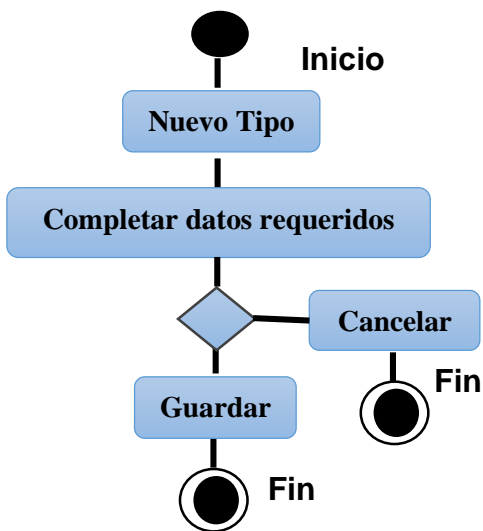 Inicio
Nuevo Tipo
Completar datos requeridos
Cancelar
Fin
Guardar
Fin